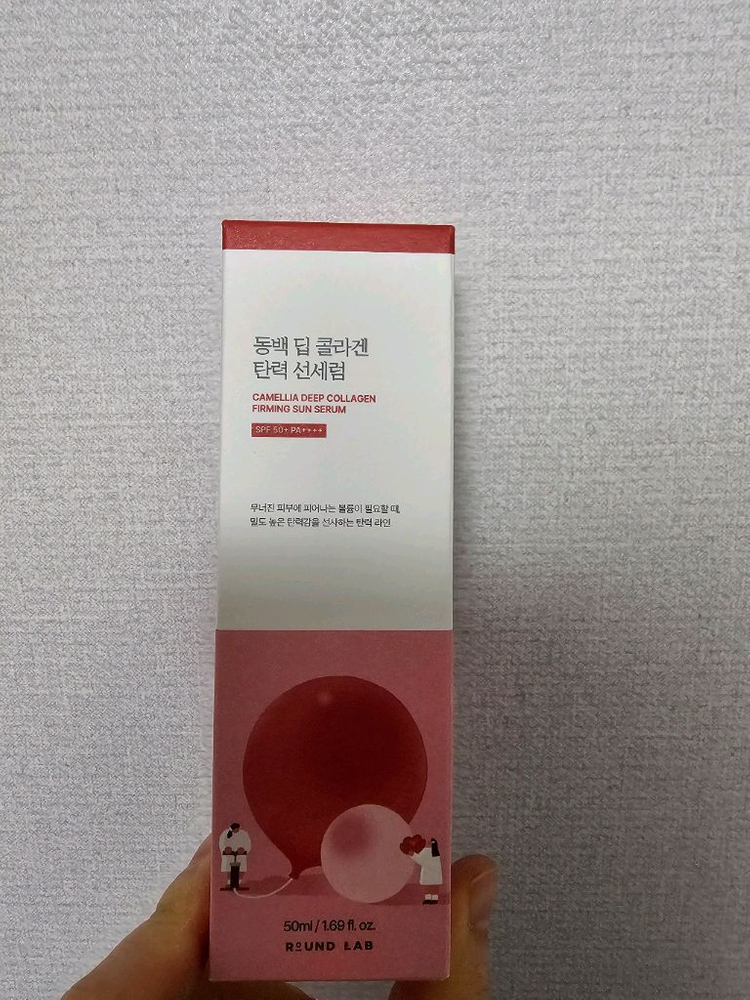 동백 딥 콜라겐
탄력 선세럼
CAMELLIA DEEP COLLAGEN
FIRMING SUN SERUM
SPF 50+ PA++++
무너진 피부에 피어나는 볼륨이 필요할 때,
밀도 높은 탄력감을 선사하는 탄력 라인
50ml / 1.69 fl. oz.
ROUND LAB